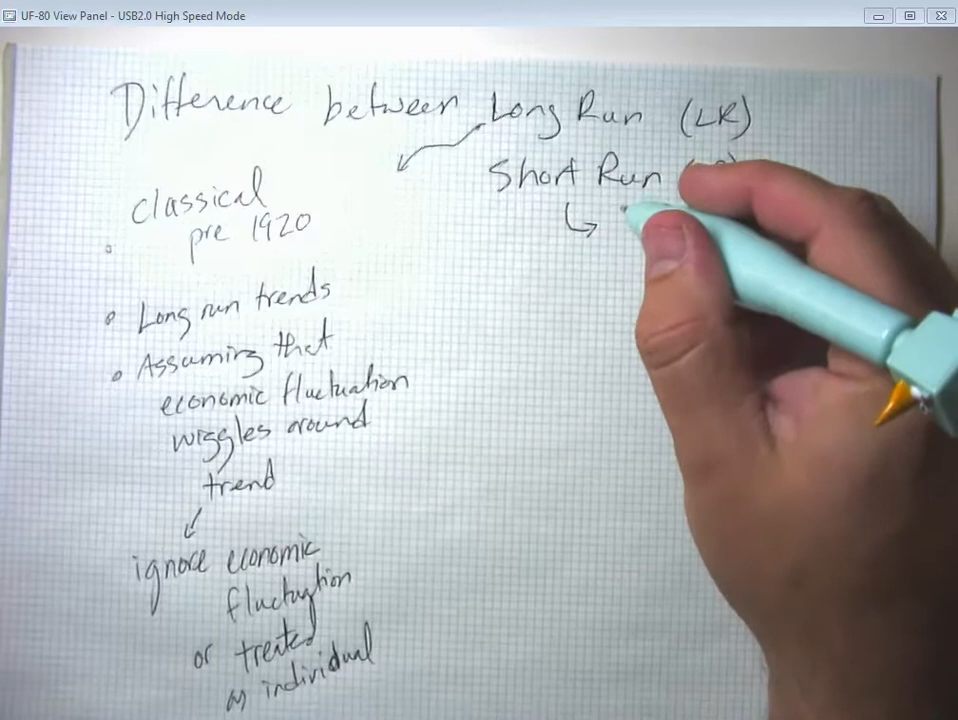 UF-80 View Panel - USB2.0 High Speed Mode
Difference between Long Run (LR)
Short Run
classical
pre 1920
Long run trends
Assuming that
economic fluctuation
wiggles around
trend
ignore economic
fluctuation
or treated
as individual